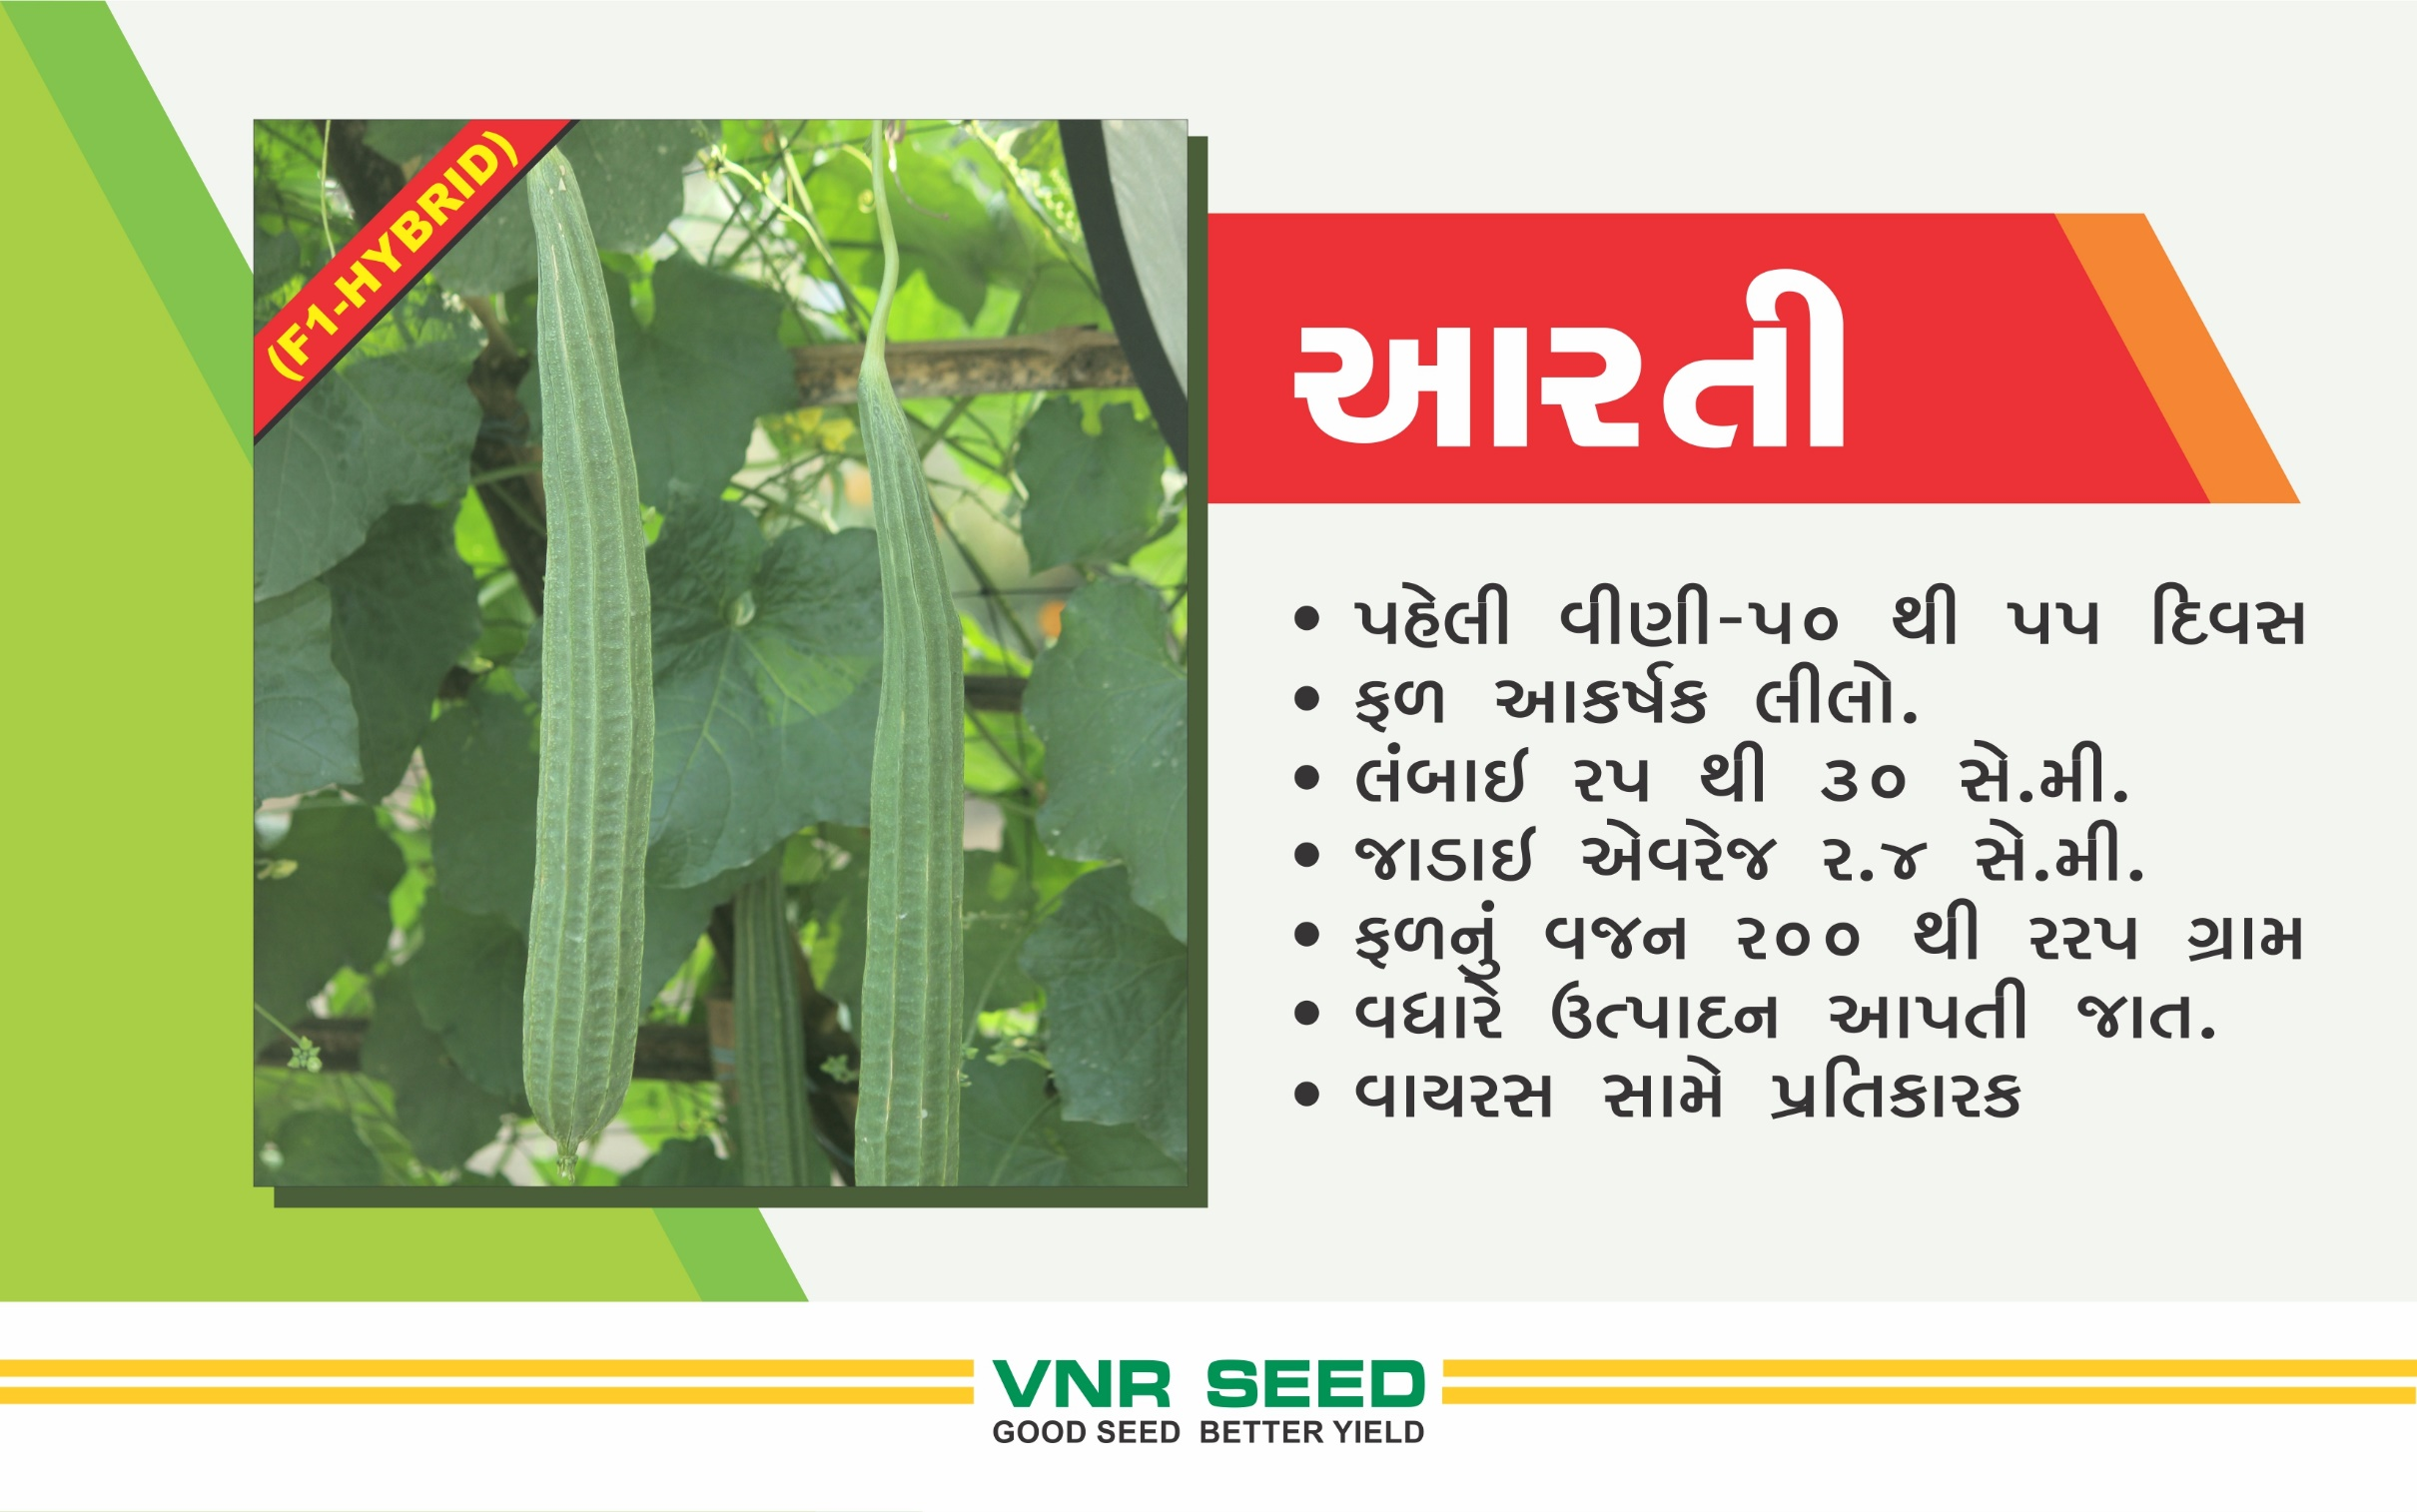 (F1-HYBRID)
આરતી
• પહેલી વીણી-૫૦ થી ૫૫ દિવસ
• ફળ આકર્ષક લીલો.
• લંબાઈ ૨૫ થી ૩૦ સે.મી.
• જાડાઈ એવરેજ ૨.૪ સે.મી.
• ફળનું વજન ૨૦૦ થી ૨૨૫ ગ્રામ
• વધારે ઉત્પાદન આપતી જાત.
• વાયરસ સામે પ્રતિકારક
VNR SEED
GOOD SEED BETTER YIELD